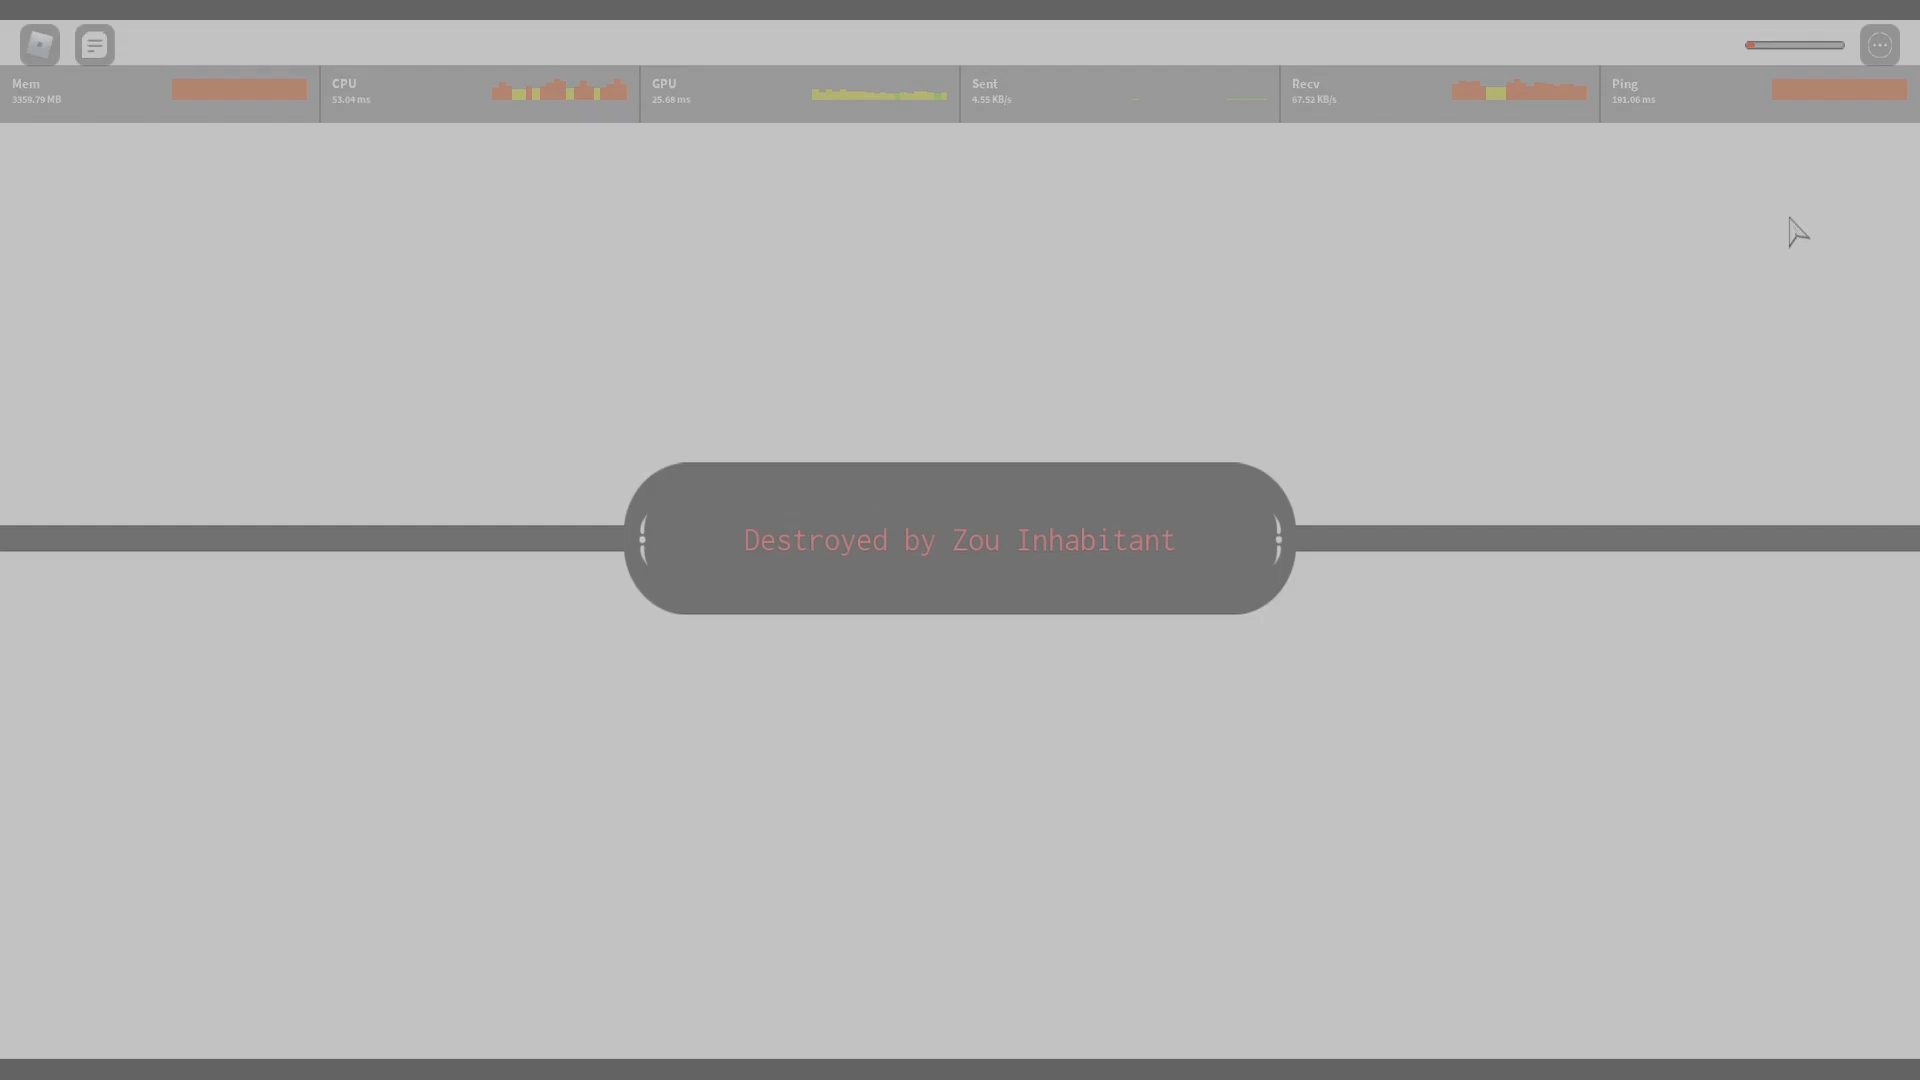 Mem
3359.79 MB
CPU
53.04 ms
GPU
25.68 ms
Sent
4.55 KB/s
Recv
67.52 KB/s
Ping
191.06 ms
Destroyed by Zou Inhabitant